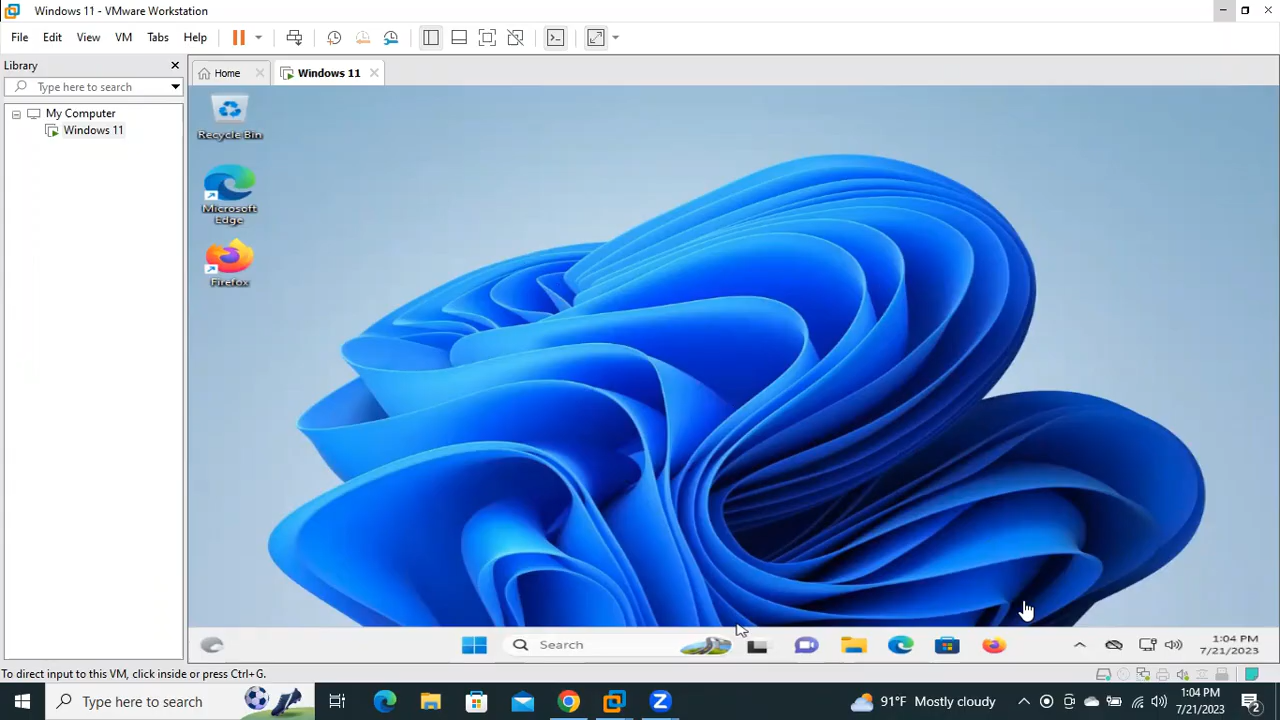 Windows 11 - VMware Workstation
File Edit View VM Tabs Help
Library
Type here to search
My Computer
Windows 11
Home
Windows 11
Recycle Bin
Microsoft
Edge
Firefox
Search
1:04 PM
7/21/2023
To direct input to this VM, click inside or press Ctrl+G.
Type here to search
91°F Mostly cloudy
1:04 PM
7/21/2023
2